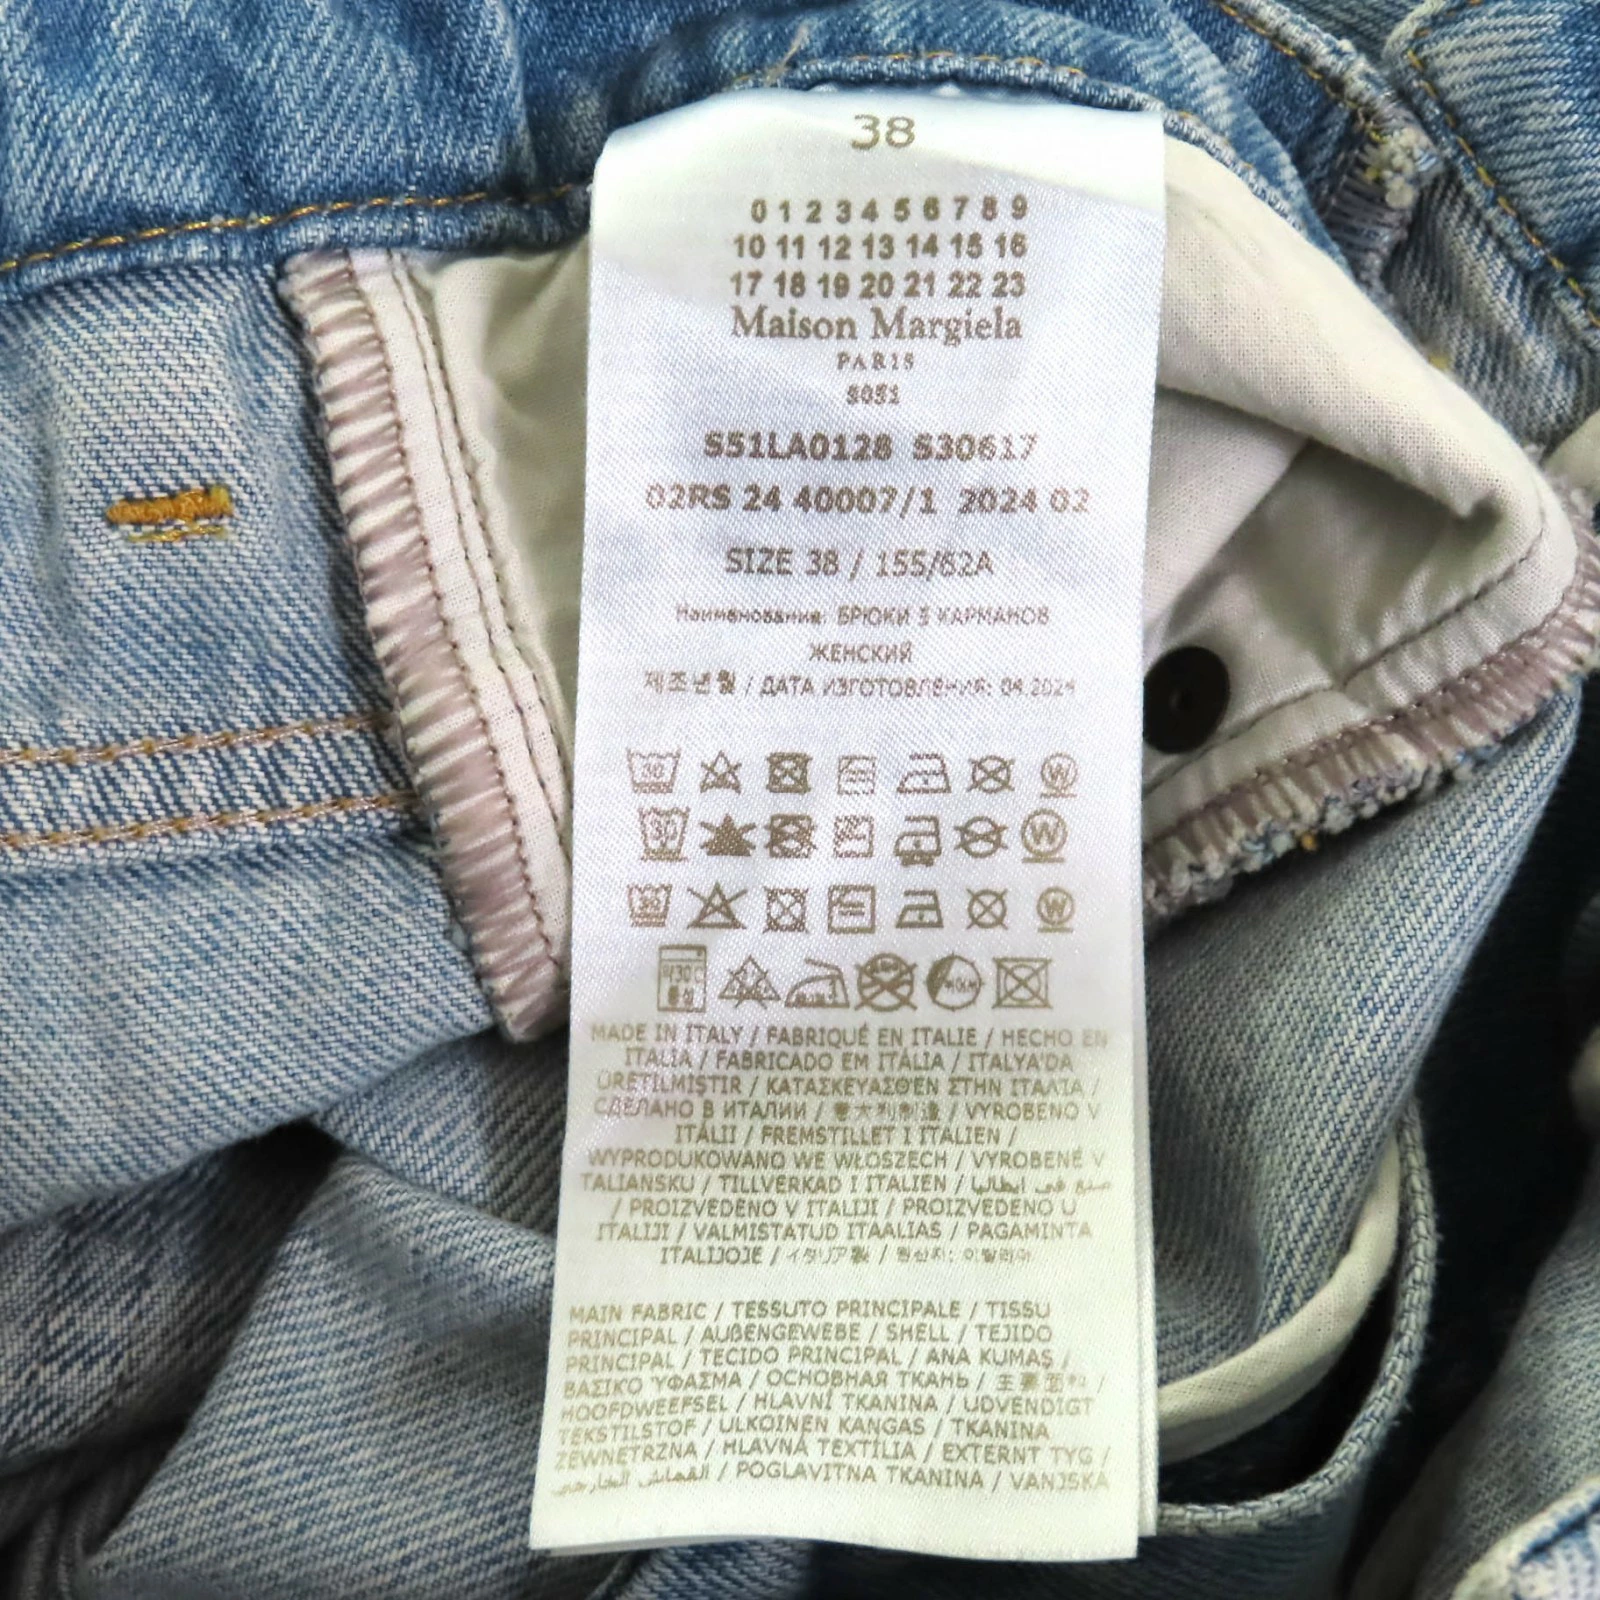 38
0 1 2 3 4 5 6 7 8 9
10 11 12 13 14 15 16
17 18 19 20 21 22 23
Maison Margiela
PARIS
S51LA0128 S30617
02RS 24 40007/1 2024 02
SIZE 38 / 155/62A
Наименование: БРЮКИ 5 КАРМАНОВ
ЖЕНСКИЙ
제조년월 / ДАТА ИЗГОТОВЛЕНИЯ: 04.2024
30 W
30 W
30 W
MADE IN ITALY / FABRIQUÉ EN ITALIE / HECHO EN
ITALIA / FABRICADO EM ITÁLIA / ITALYA'DA
ÜRETILMISTIR / ΚΑΤΑΣΚΕΥΑΣΘΕΝ ΣΤΗΝ ΙΤΑΛΙΑ /
СДЕЛАНО В ИТАЛИИ / 意大利制造 / VYROBENO V
ITÁLII / FREMSTILLET I ITALIEN /
WYPRODUKOWANO WE WŁOSZECH / VYROBENÉ V
TALIANSKU / TILLVERKAD I ITALIEN / صنع في ايطاليا
/ PROIZVEDENO V ITALIJI / PROIZVEDENO U
ITALIJI / VALMISTATUD ITAALIAS / PAGAMINTA
ITALIJOJE / イタリア製 / 원산지: 이탈리아
MAIN FABRIC / TESSUTO PRINCIPALE / TISSU
PRINCIPAL / AUßENGEWEBE / SHELL / TEJIDO
PRINCIPAL / TECIDO PRINCIPAL / ANA KUMAŞ /
ΒΑΣΙΚΟ ΥΦΑΣΜΑ / ОСНОВНАЯ ТКАНЬ / 主要面料 /
HOOFDWEEFSEL / HLAVNÍ TKANINA / UDVENDIGT
TEKSTILSTOF / ULKOINEN KANGAS / TKANINA
ZEWNETRZNA / HLAVNÁ TEXTÍLIA / EXTERNT TYG /
القماش الخارجي / POGLAVITNA TKANINA / VANJSKA